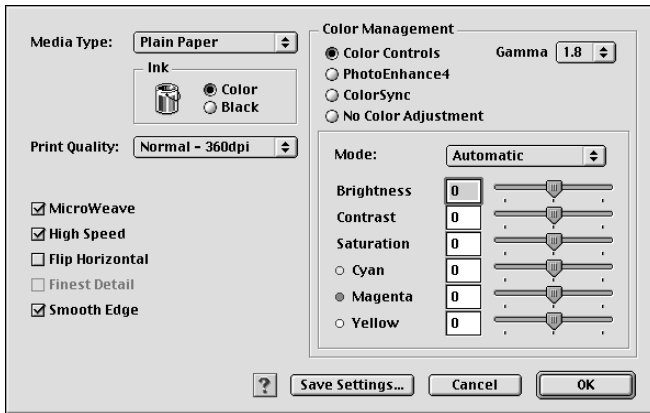 Media Type: Plain Paper
Ink
Color
Black
Print Quality: Normal - 360dpi
MicroWeave
High Speed
Flip Horizontal
Finest Detail
Smooth Edge
Color Management
Color Controls
Gamma 1.8
PhotoEnhance4
ColorSync
No Color Adjustment
Mode: Automatic
Brightness 0
Contrast 0
Saturation 0
Cyan 0
Magenta 0
Yellow 0
? Save Settings... Cancel OK